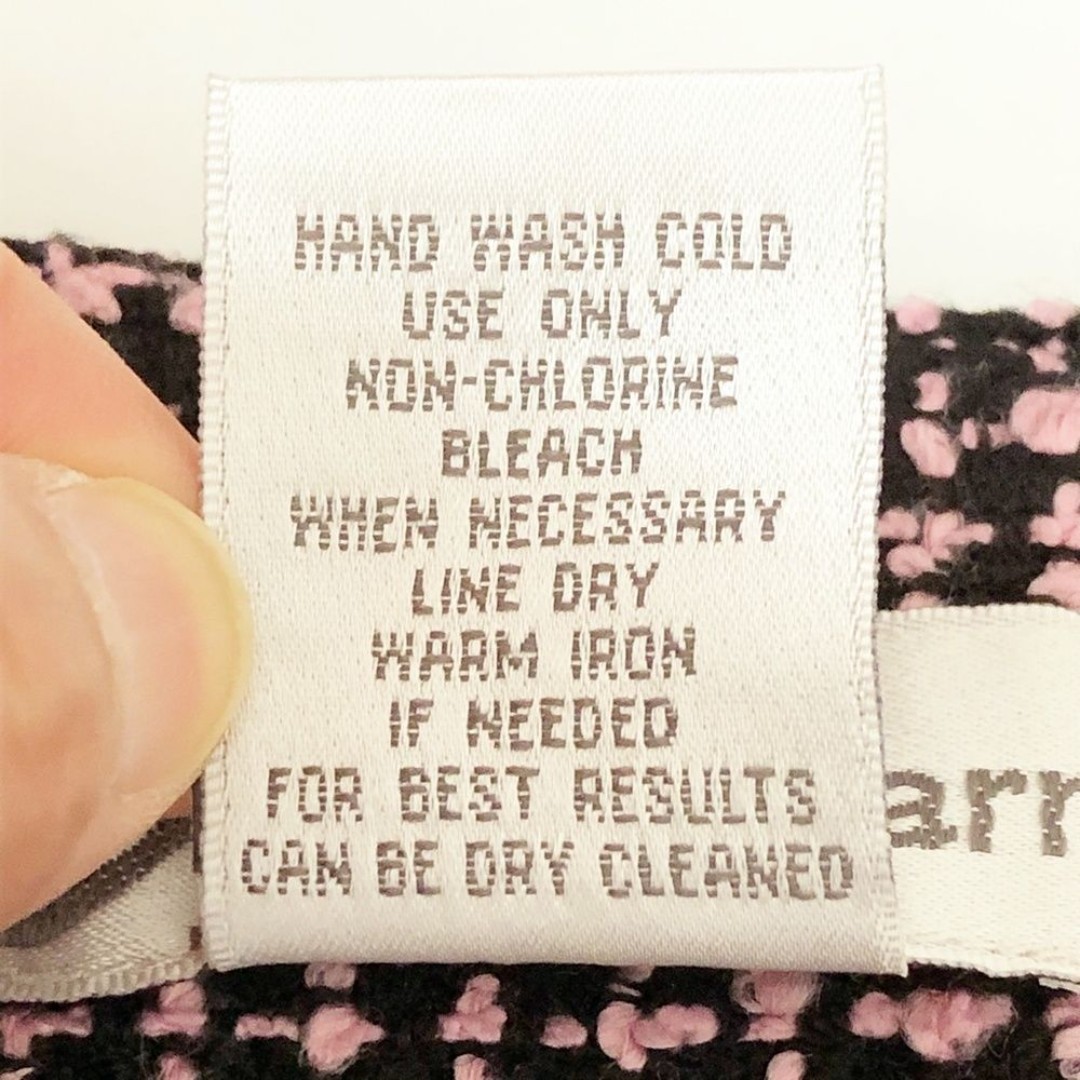 HAND WASH COLD
USE ONLY
NON-CHLORINE
BLEACH
WHEN NECESSARY
LINE DRY
WARM IRON
IF NEEDED
FOR BEST RESULTS
CAN BE DRY CLEANED